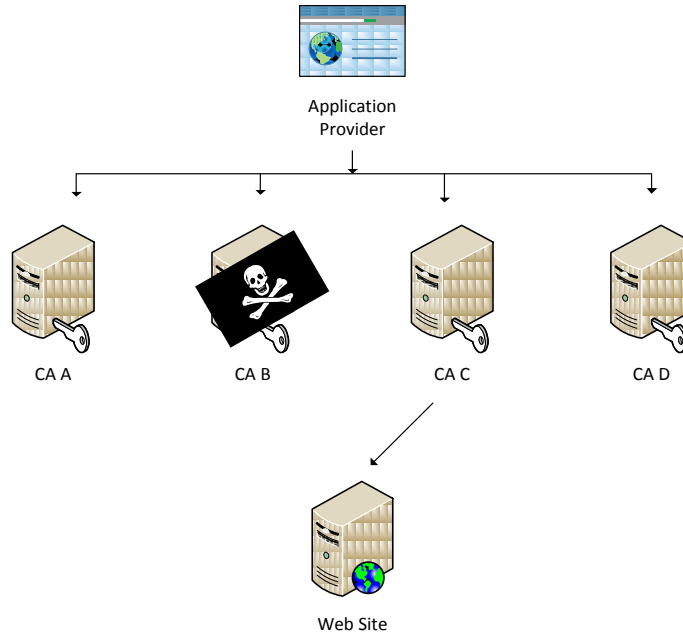 Application
Provider
CA A
CA B
CA C
CA D
Web Site